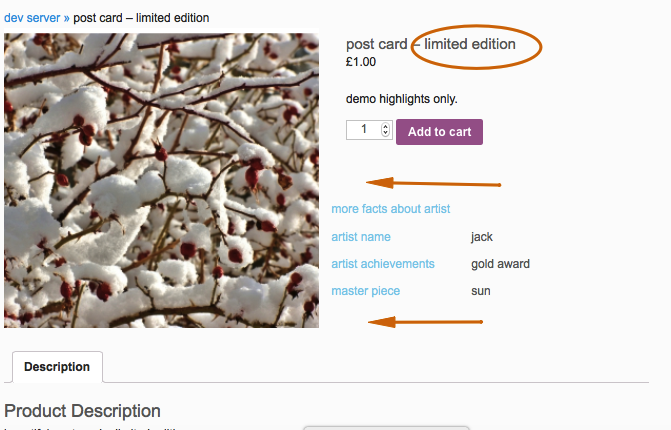 dev server » post card – limited edition
post card – limited edition
£1.00
demo highlights only.
1
Add to cart
more facts about artist
artist name jack
artist achievements gold award
master piece sun
Description
Product Description